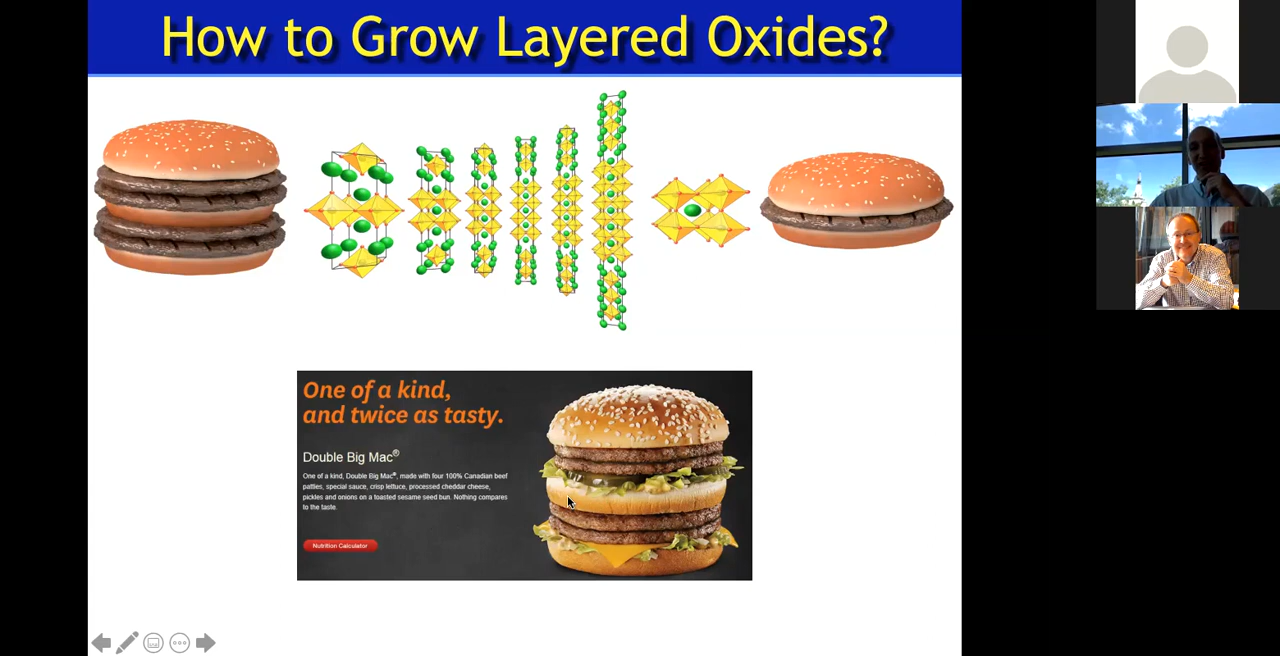 How to Grow Layered Oxides?
One of a kind,
and twice as tasty.
Double Big Mac®
One of a kind, Double Big Mac®, made with four 100% Canadian beef
patties, special sauce, crisp lettuce, processed cheddar cheese,
pickles and onions on a toasted sesame seed bun. Nothing compares
to the taste.
Nutrition Calculator